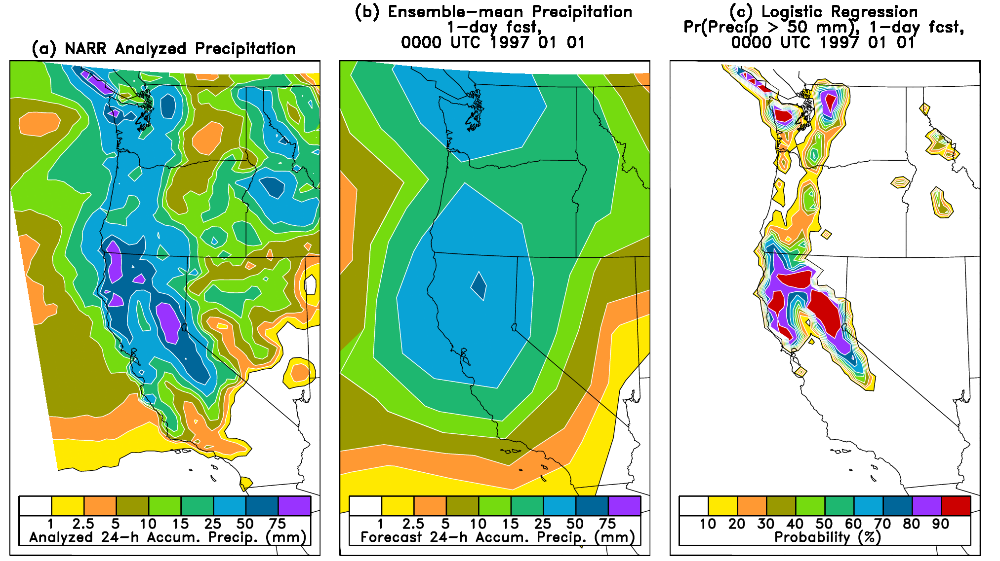 (a) NARR Analyzed Precipitation
(b) Ensemble-mean Precipitation
1-day fcst,
0000 UTC 1997 01 01
(c) Logistic Regression
Pr(Precip > 50 mm), 1-day fcst,
0000 UTC 1997 01 01
1 2.5 5 10 15 25 50 75
Analyzed 24-h Accum. Precip. (mm)
1 2.5 5 10 15 25 50 75
Forecast 24-h Accum. Precip. (mm)
10 20 30 40 50 60 70 80 90
Probability (%)